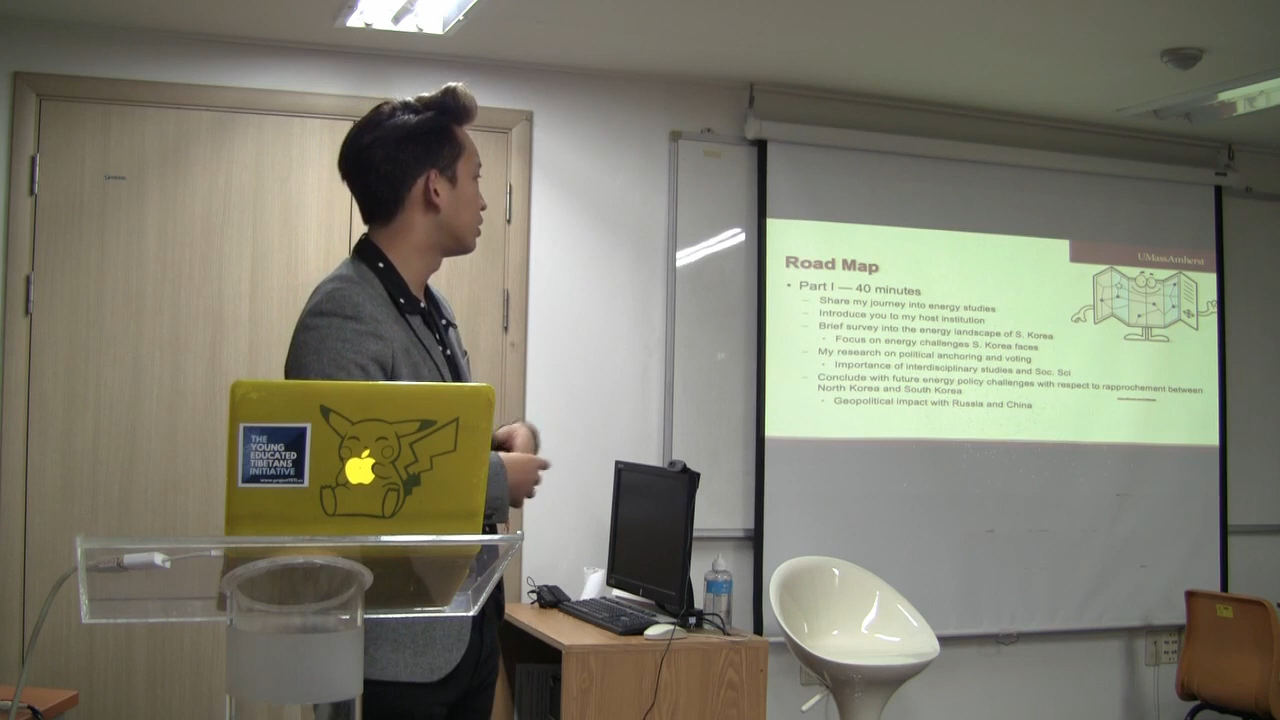 THE
YOUNG
EDUCATED
TIBETANS
INITIATIVE
UMassAmherst
Road Map
• Part I — 40 minutes
– Share my journey into energy studies
– Introduce you to my host institution
– Brief survey into the energy landscape of S. Korea
• Focus on energy challenges S. Korea faces
– My research on political anchoring and voting
• Importance of interdisciplinary studies and Soc. Sci
– Conclude with future energy policy challenges with respect to rapprochement between
North Korea and South Korea
• Geopolitical impact with Russia and China